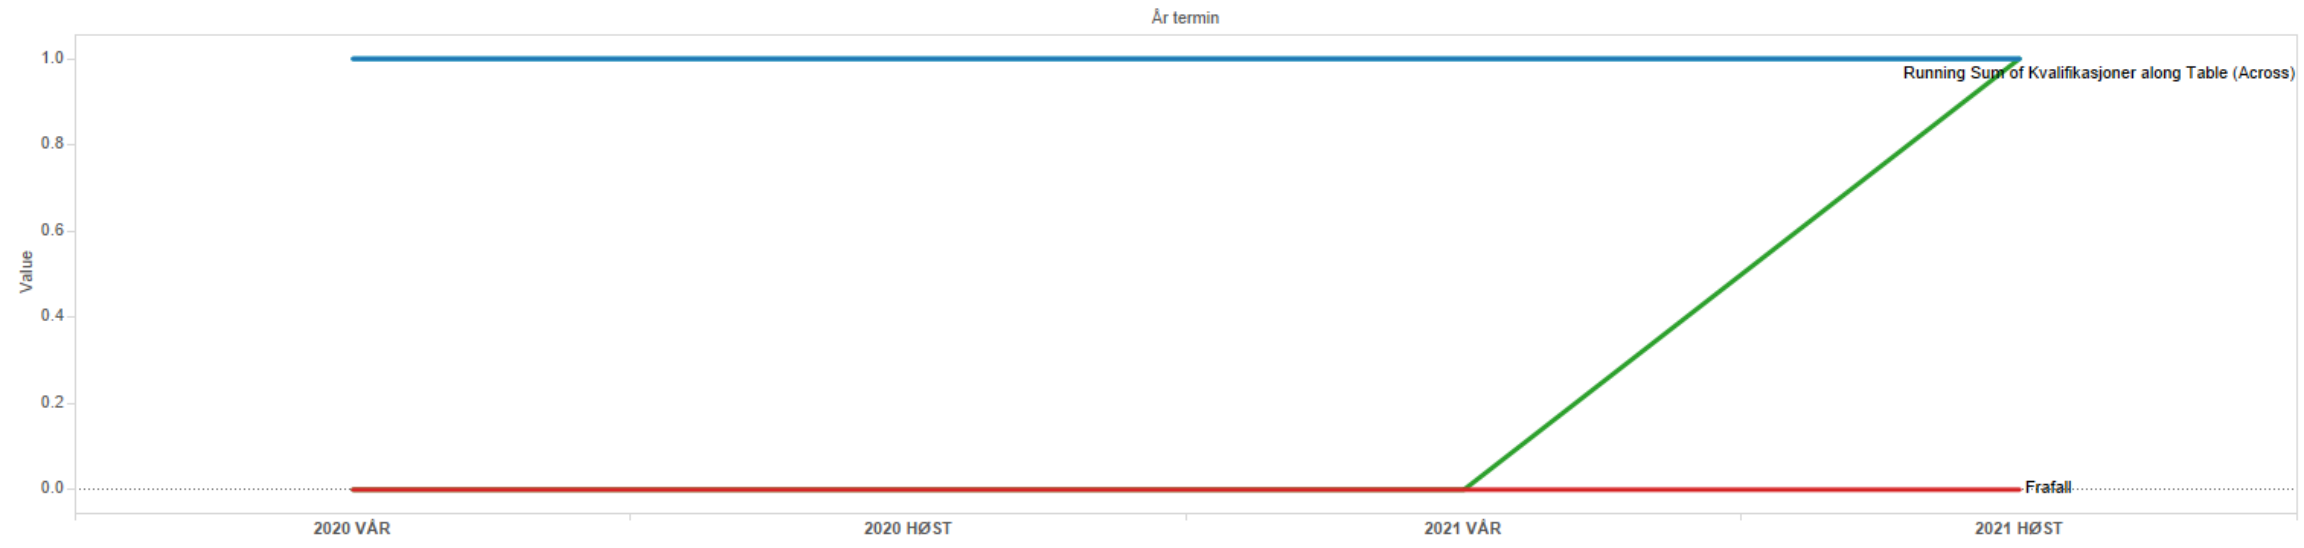 År termin
1.0
Running Sum of Kvalifikasjoner along Table (Across)
0.8
0.6
Value
0.4
0.2
0.0
Frafall
2020 VÅR 2020 HØST 2021 VÅR 2021 HØST